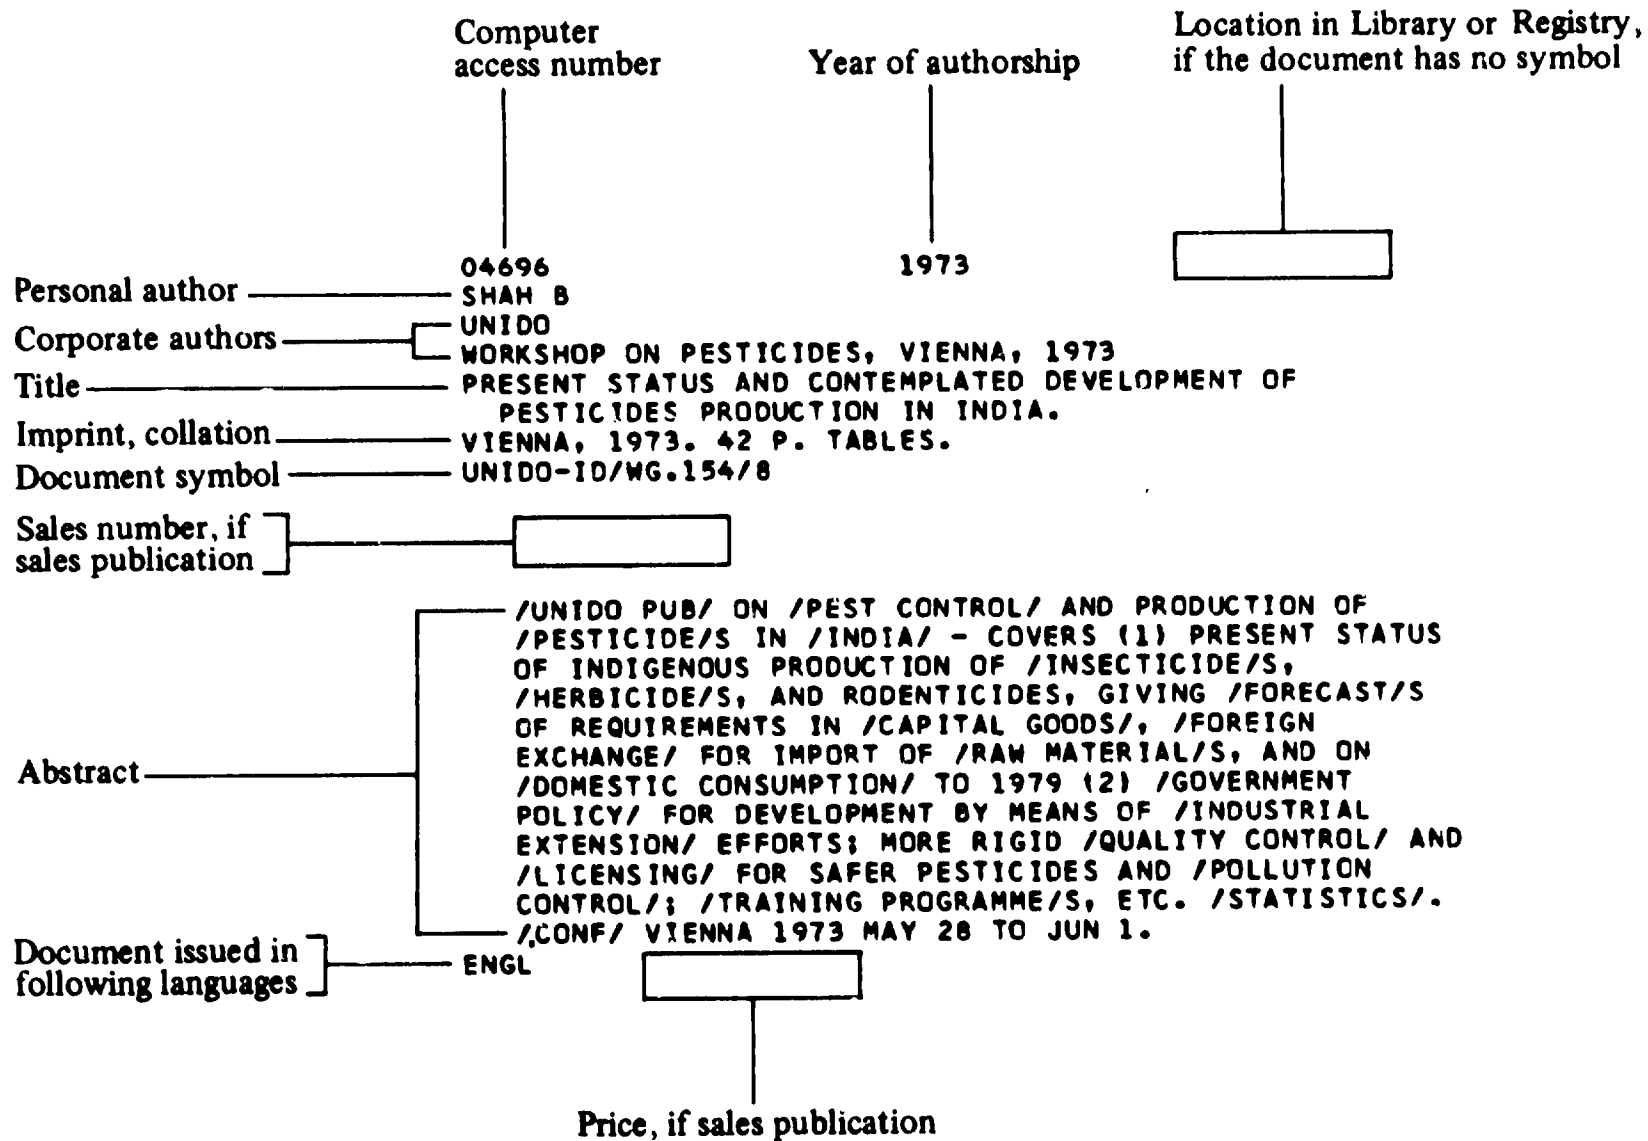 Computer
access number
Year of authorship
Location in Library or Registry,
if the document has no symbol
04696 1973
Personal author SHAH B
Corporate authors UNIDO
WORKSHOP ON PESTICIDES, VIENNA, 1973
Title PRESENT STATUS AND CONTEMPLATED DEVELOPMENT OF
PESTICIDES PRODUCTION IN INDIA.
Imprint, collation VIENNA, 1973. 42 P. TABLES.
Document symbol UNIDO-ID/WG.154/8
Sales number, if
sales publication
/UNIDO PUB/ ON /PEST CONTROL/ AND PRODUCTION OF
/PESTICIDE/S IN /INDIA/ - COVERS (1) PRESENT STATUS
OF INDIGENOUS PRODUCTION OF /INSECTICIDE/S,
/HERBICIDE/S, AND RODENTICIDES, GIVING /FORECAST/S
OF REQUIREMENTS IN /CAPITAL GOODS/, /FOREIGN
EXCHANGE/ FOR IMPORT OF /RAW MATERIAL/S, AND ON
Abstract /DOMESTIC CONSUMPTION/ TO 1979 (2) /GOVERNMENT
POLICY/ FOR DEVELOPMENT BY MEANS OF /INDUSTRIAL
EXTENSION/ EFFORTS; MORE RIGID /QUALITY CONTROL/ AND
/LICENSING/ FOR SAFER PESTICIDES AND /POLLUTION
CONTROL/; /TRAINING PROGRAMME/S, ETC. /STATISTICS/.
/,CONF/ VIENNA 1973 MAY 28 TO JUN 1.
Document issued in
following languages ENGL
Price, if sales publication